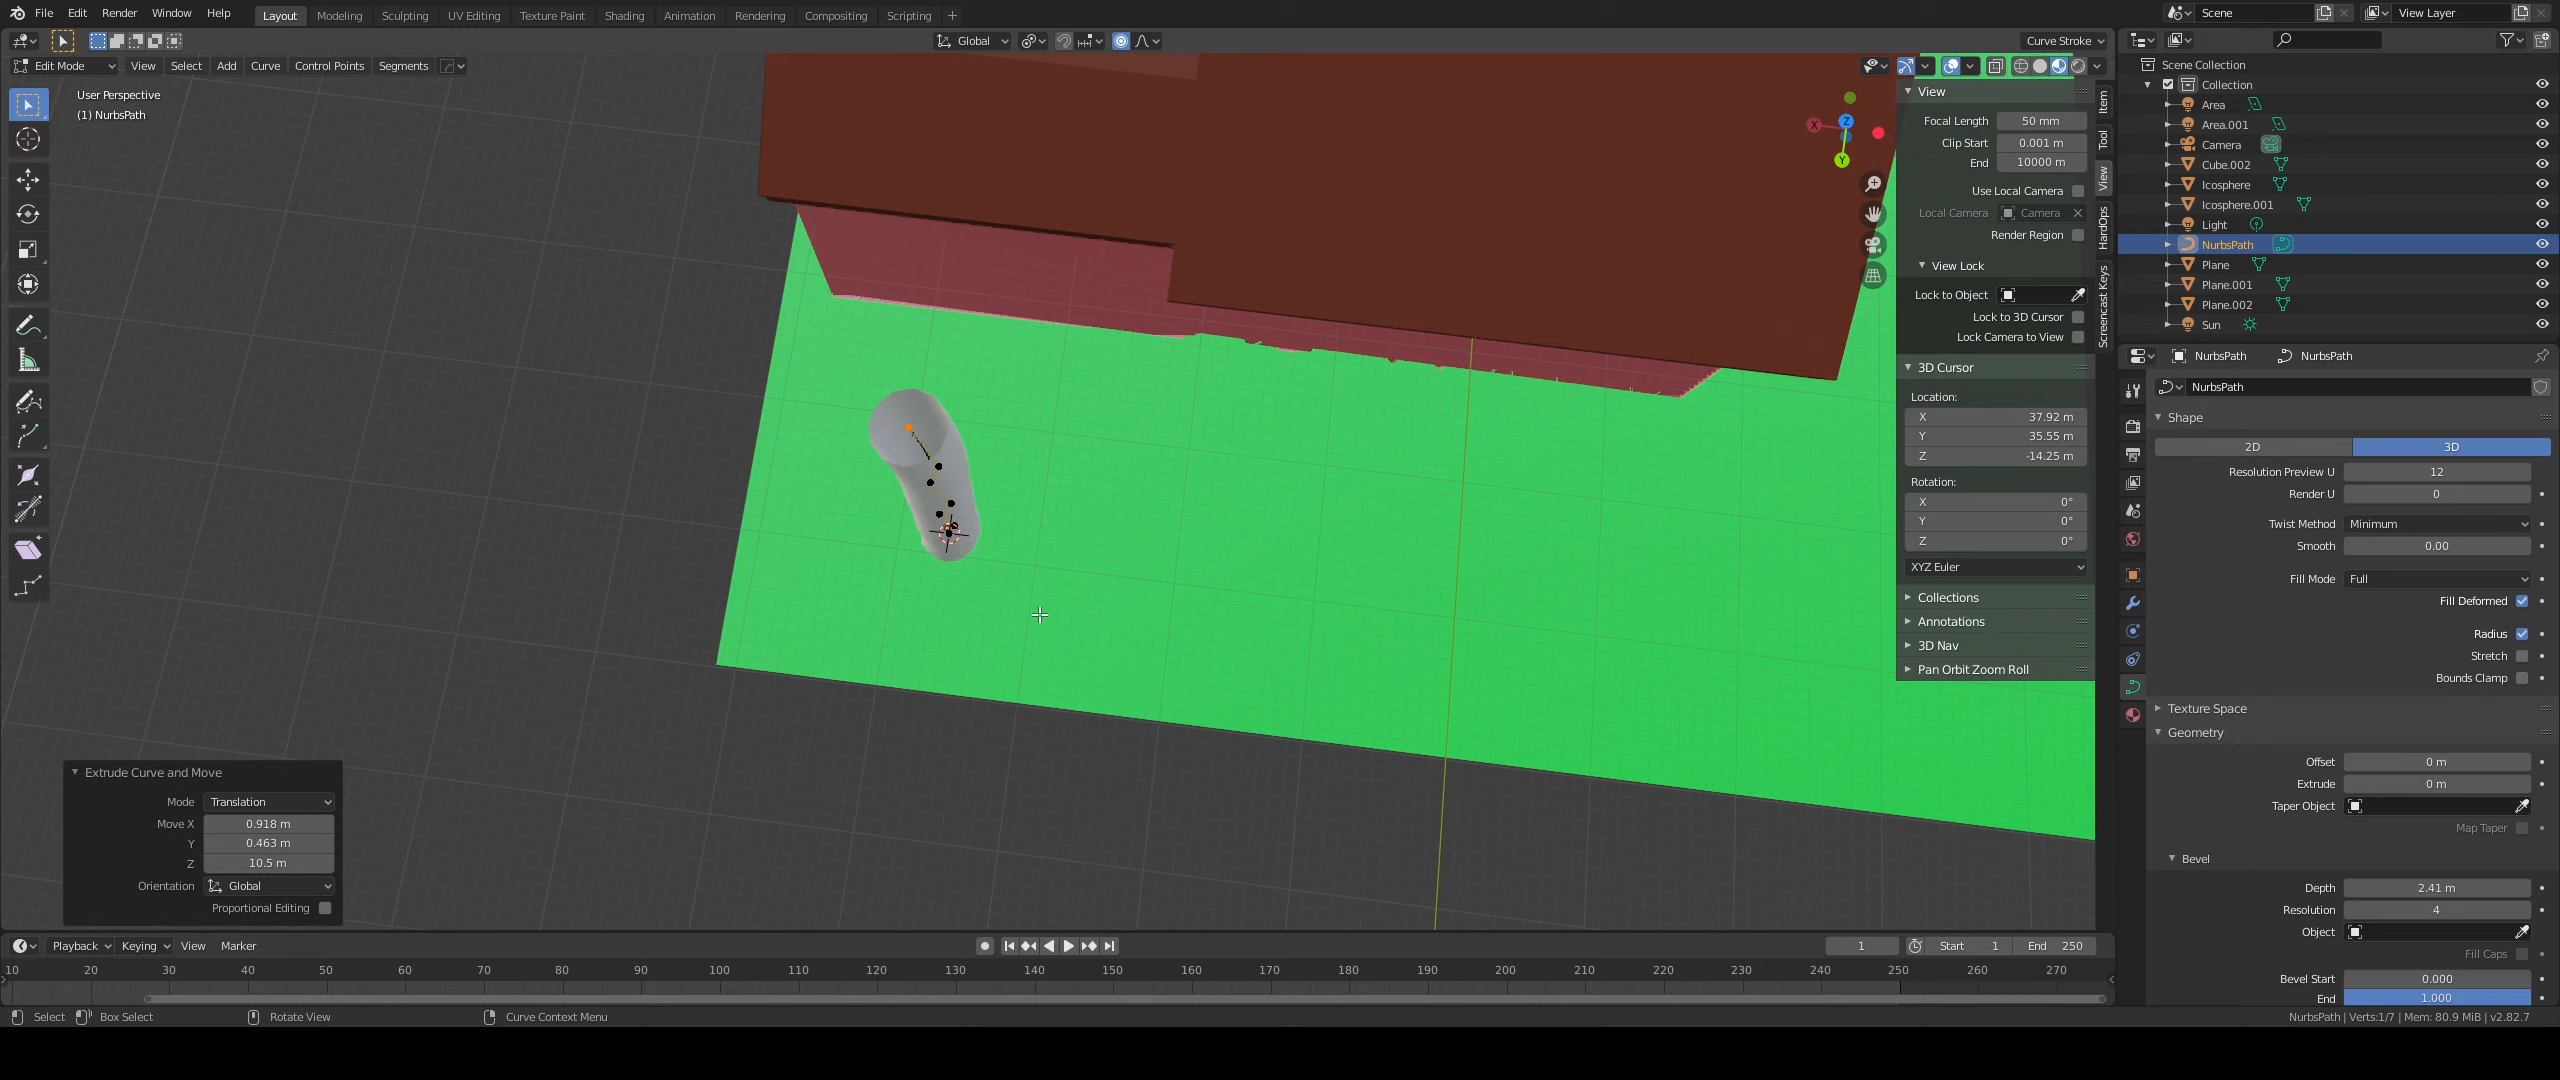 File Edit Render Window Help Layout Modeling Sculpting UV Editing Texture Paint Shading Animation Rendering Compositing Scripting + Scene View Layer
Global Curve Stroke
Edit Mode View Select Add Curve Control Points Segments
User Perspective
(1) NurbsPath
X
Y
Z
View
Focal Length 50 mm
Clip Start 0.001 m
End 10000 m
Use Local Camera
Local Camera Camera
Render Region
View Lock
Lock to Object
Lock to 3D Cursor
Lock Camera to View
3D Cursor
Location:
X 37.92 m
Y 35.55 m
Z -14.25 m
Rotation:
X 0°
Y 0°
Z 0°
XYZ Euler
Collections
Annotations
3D Nav
Pan Orbit Zoom Roll
Item
Tool
View
HardOps
Screencast Keys
Scene Collection
Collection
Area
Area.001
Camera
Cube.002
Icosphere
Icosphere.001
Light
NurbsPath
Plane
Plane.001
Plane.002
Sun
NurbsPath NurbsPath
NurbsPath
Shape
2D 3D
Resolution Preview U 12
Render U 0
Twist Method Minimum
Smooth 0.00
Fill Mode Full
Fill Deformed
Radius
Stretch
Bounds Clamp
Texture Space
Geometry
Offset 0 m
Extrude 0 m
Taper Object
Map Taper
Bevel
Depth 2.41 m
Resolution 4
Object
Fill Caps
Bevel Start 0.000
End 1.000
Extrude Curve and Move
Mode Translation
Move X 0.918 m
Y 0.463 m
Z 10.5 m
Orientation Global
Proportional Editing
Playback Keying View Marker 1 Start 1 End 250
10 20 30 40 50 60 70 80 90 100 110 120 130 140 150 160 170 180 190 200 210 220 230 240 250 260 270
Select Box Select Rotate View Curve Context Menu NurbsPath | Verts:1/7 | Mem: 80.9 MiB | v2.82.7